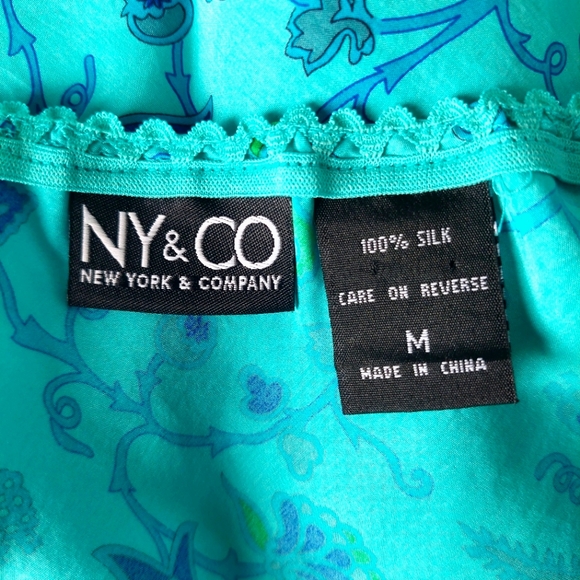 NY&CO
NEW YORK & COMPANY
100% SILK
CARE ON REVERSE
M
MADE IN CHINA